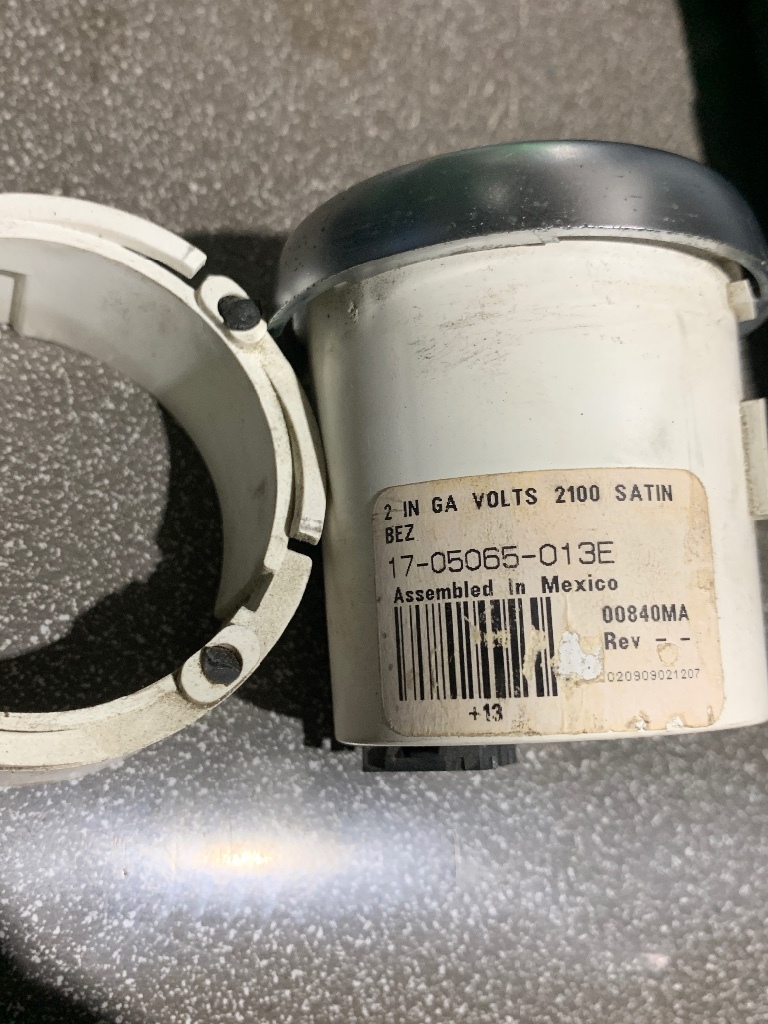 2 IN GA VOLTS 2100 SATIN
BEZ
17-05065-013E
Assembled in Mexico
00840MA
Rev - -
020909021207
+13